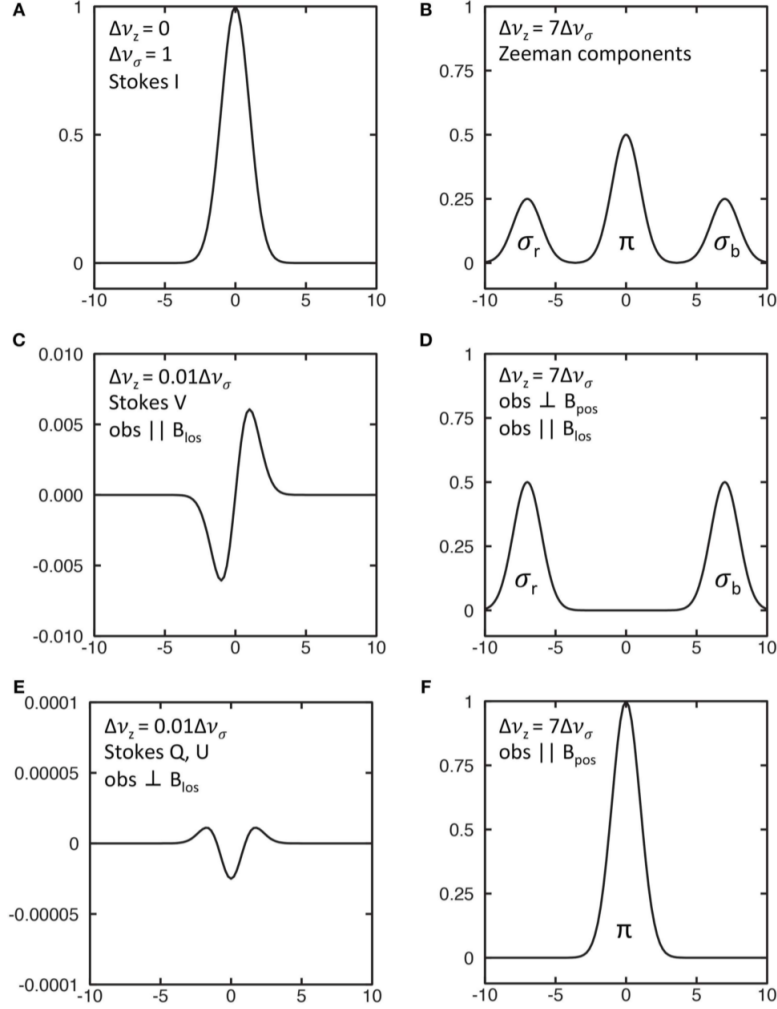 A
Δν_z = 0
Δν_σ = 1
Stokes I
1
0.5
0
-10 -5 0 5 10
B
Δν_z = 7Δν_σ
Zeeman components
1
0.75
0.5
0.25
0
σ_r π σ_b
-10 -5 0 5 10
C
Δν_z = 0.01Δν_σ
Stokes V
obs || B_los
0.010
0.005
0.000
-0.005
-0.010
-10 -5 0 5 10
D
Δν_z = 7Δν_σ
obs ⊥ B_pos
obs || B_los
1
0.75
0.5
0.25
0
σ_r σ_b
-10 -5 0 5 10
E
Δν_z = 0.01Δν_σ
Stokes Q, U
obs ⊥ B_los
0.0001
0.00005
0
-0.00005
-0.0001
-10 -5 0 5 10
F
Δν_z = 7Δν_σ
obs || B_pos
1
0.75
0.5
0.25
0
π
-10 -5 0 5 10